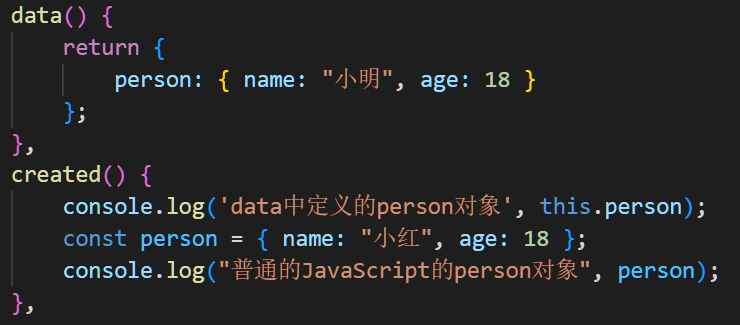 data() {
    return {
        person: { name: "小明", age: 18 }
    };
},
created() {
    console.log('data中定义的person对象', this.person);
    const person = { name: "小红", age: 18 };
    console.log("普通的JavaScript的person对象", person);
},